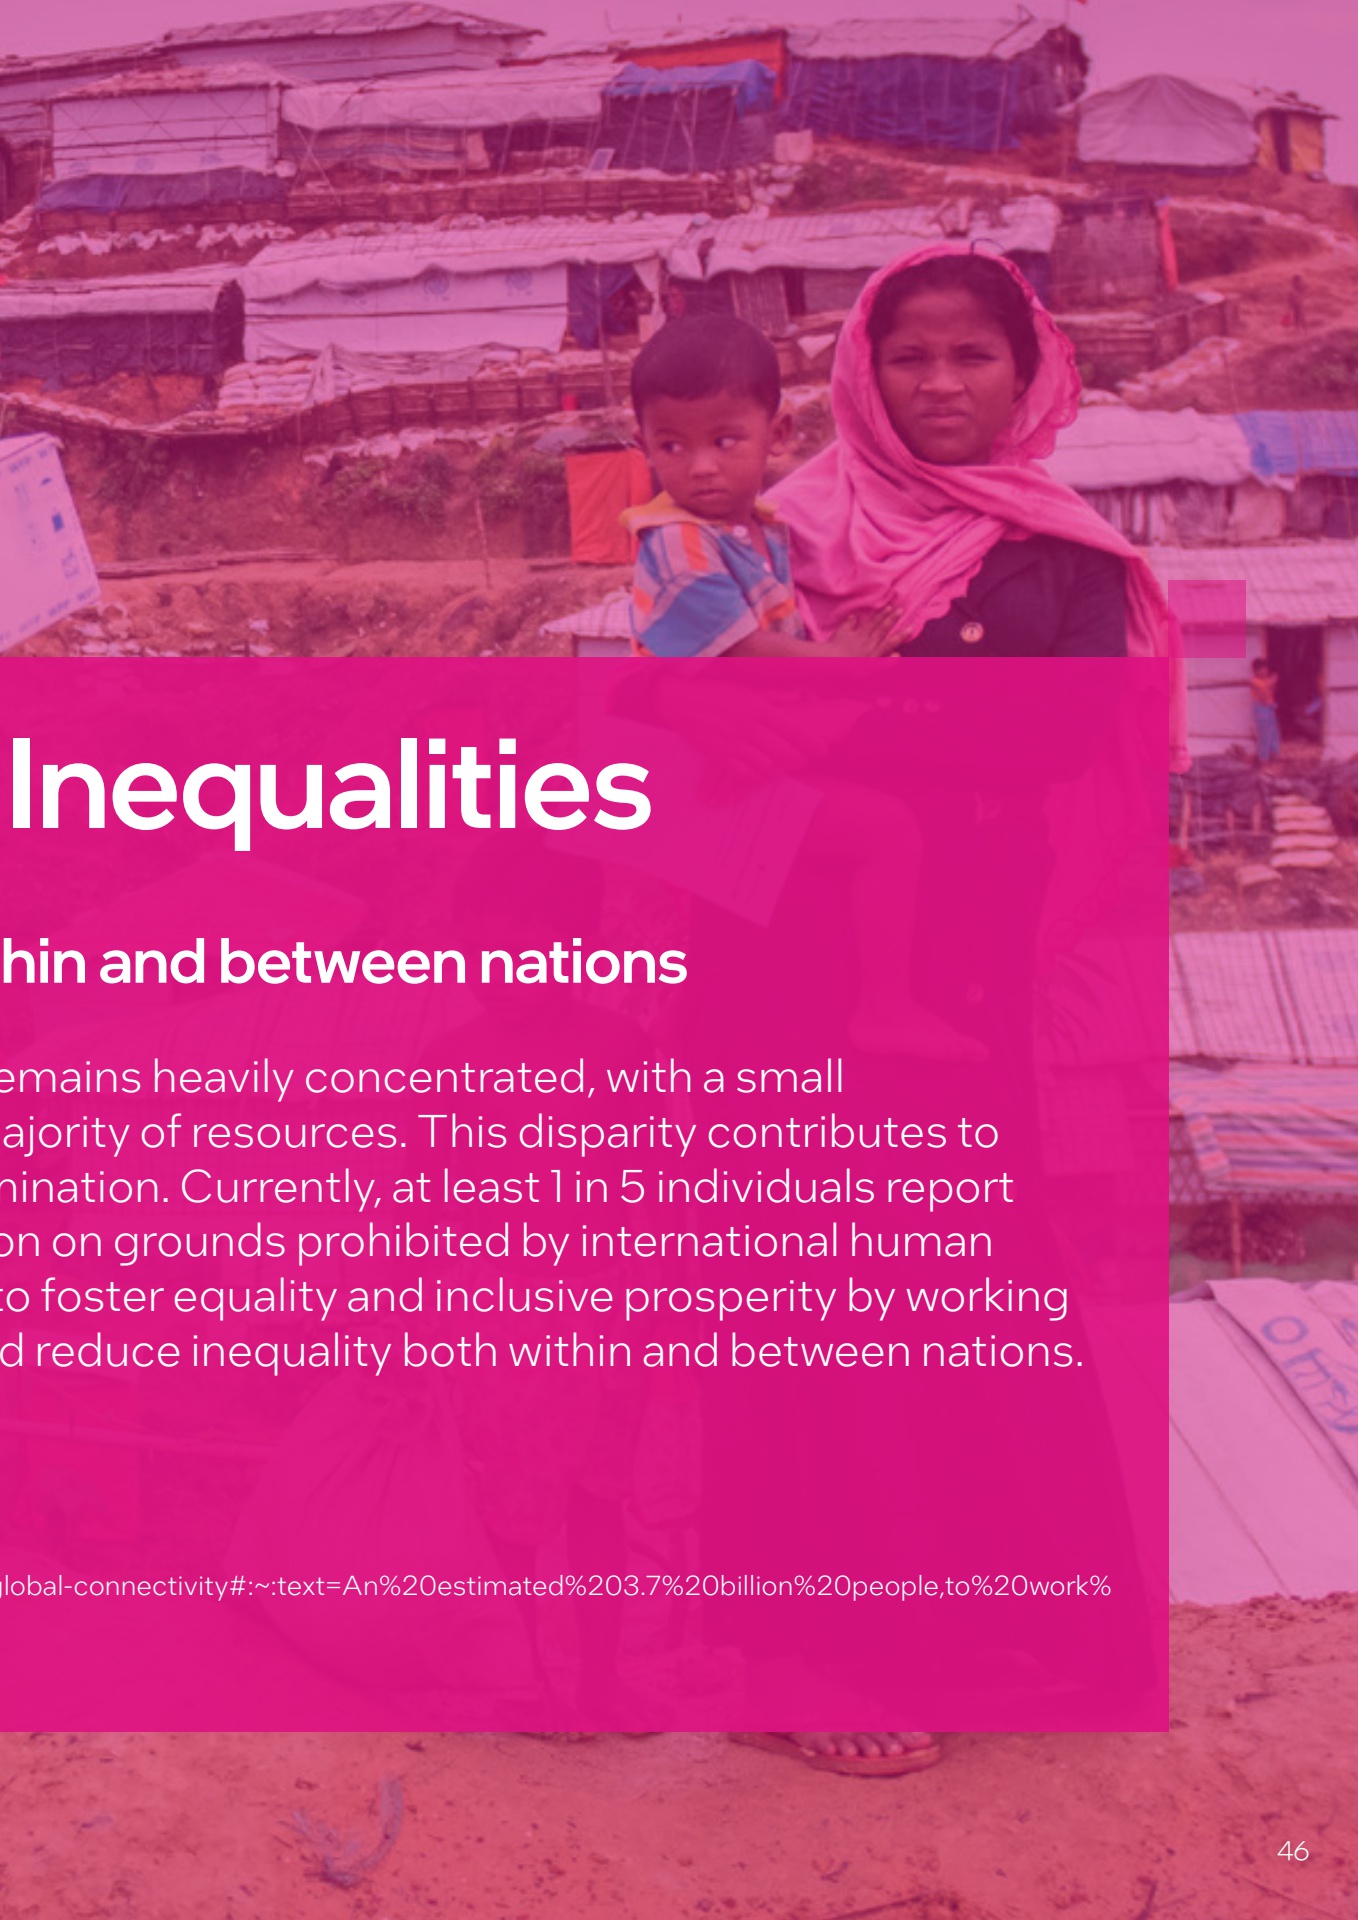 Inequalities
hin and between nations
emains heavily concentrated, with a small
ajority of resources. This disparity contributes to
mination. Currently, at least 1 in 5 individuals report
on on grounds prohibited by international human
to foster equality and inclusive prosperity by working
d reduce inequality both within and between nations.
global-connectivity#:~:text=An%20estimated%203.7%20billion%20people,to%20work%
46